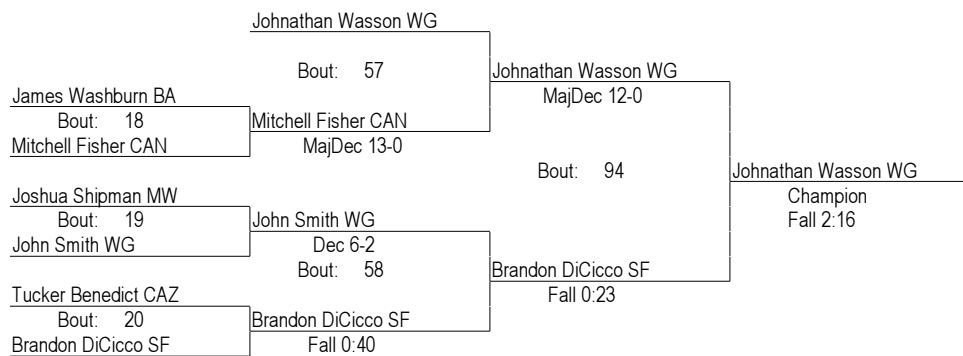 Johnathan Wasson WG
Bout: 57
Johnathan Wasson WG
James Washburn BA
MajDec 12-0
Bout: 18
Mitchell Fisher CAN
Mitchell Fisher CAN
MajDec 13-0
Bout: 94
Johnathan Wasson WG
Joshua Shipman MW
Champion
Bout: 19
John Smith WG
Fall 2:16
John Smith WG
Dec 6-2
Bout: 58
Brandon DiCicco SF
Tucker Benedict CAZ
Fall 0:23
Bout: 20
Brandon DiCicco SF
Brandon DiCicco SF
Fall 0:40